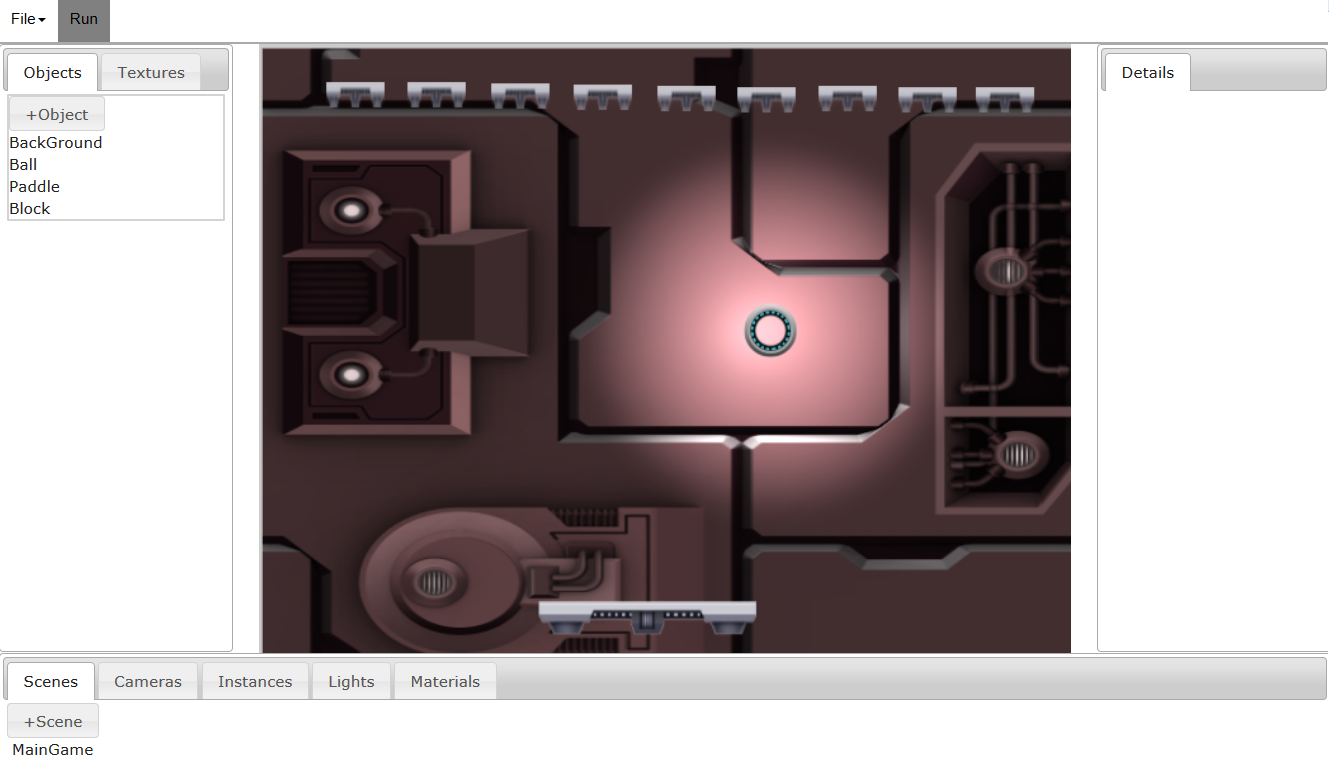 File Run
Objects Textures
Details
+Object
BackGround
Ball
Paddle
Block
Scenes Cameras Instances Lights Materials
+Scene
MainGame